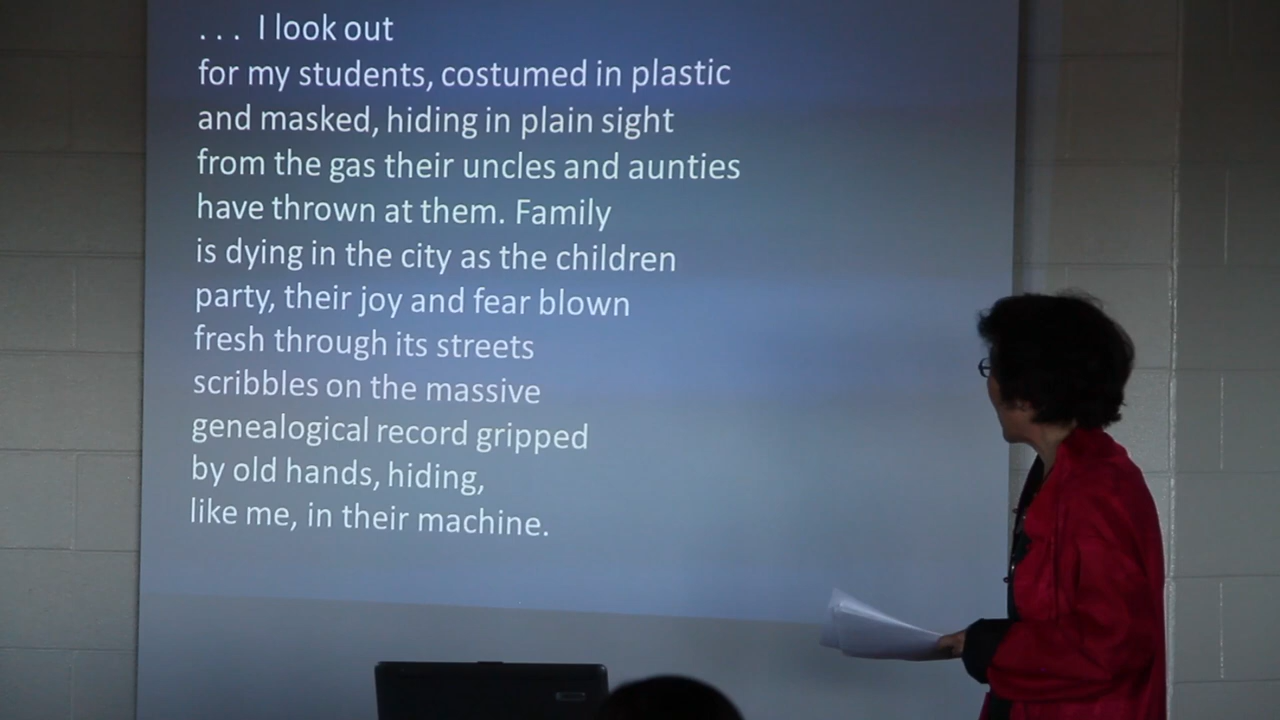 . . . I look out
for my students, costumed in plastic
and masked, hiding in plain sight
from the gas their uncles and aunties
have thrown at them. Family
is dying in the city as the children
party, their joy and fear blown
fresh through its streets
scribbles on the massive
genealogical record gripped
by old hands, hiding,
like me, in their machine.